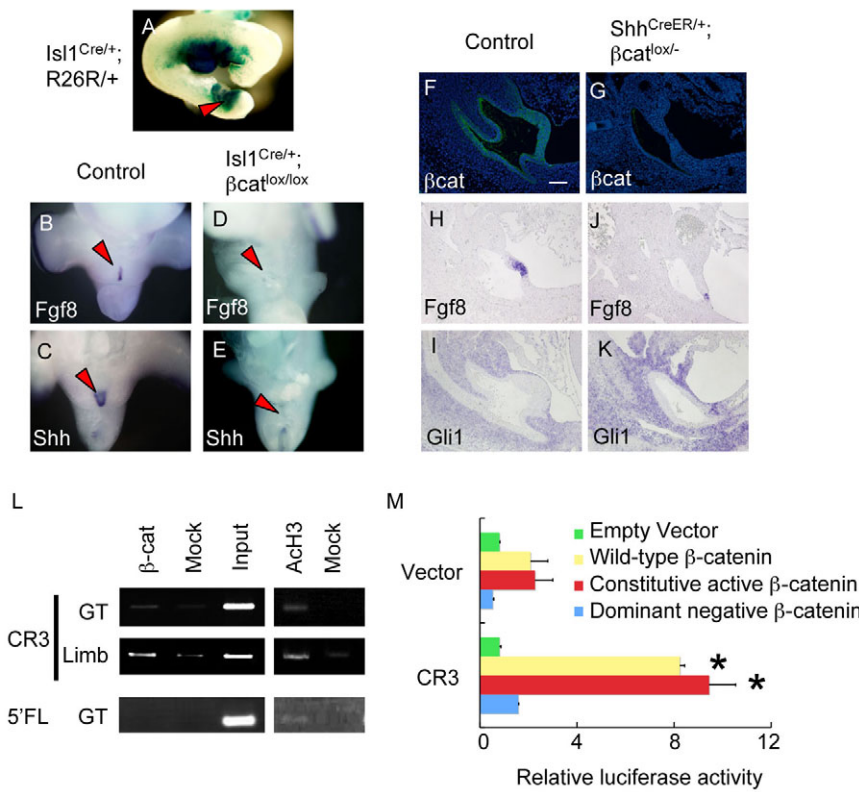 A
Isl1Cre/+;
R26R/+
Control
Isl1Cre/+;
βcatlox/lox
B
Fgf8
D
Fgf8
C
Shh
E
Shh
Control
ShhCreER/+;
βcatlox/-
F
βcat
G
βcat
H
Fgf8
J
Fgf8
I
Gli1
K
Gli1
L
β-cat
Mock
Input
AcH3
Mock
CR3
GT
Limb
5'FL
GT
M
Empty Vector
Wild-type β-catenin
Constitutive active β-catenin
Dominant negative β-catenin
Vector
CR3
*
*
0
4
8
12
Relative luciferase activity